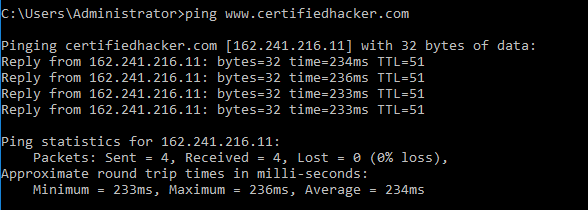 C:\Users\Administrator>ping www.certifiedhacker.com
Pinging certifiedhacker.com [162.241.216.11] with 32 bytes of data:
Reply from 162.241.216.11: bytes=32 time=234ms TTL=51
Reply from 162.241.216.11: bytes=32 time=236ms TTL=51
Reply from 162.241.216.11: bytes=32 time=233ms TTL=51
Reply from 162.241.216.11: bytes=32 time=233ms TTL=51
Ping statistics for 162.241.216.11:
    Packets: Sent = 4, Received = 4, Lost = 0 (0% loss),
Approximate round trip times in milli-seconds:
    Minimum = 233ms, Maximum = 236ms, Average = 234ms